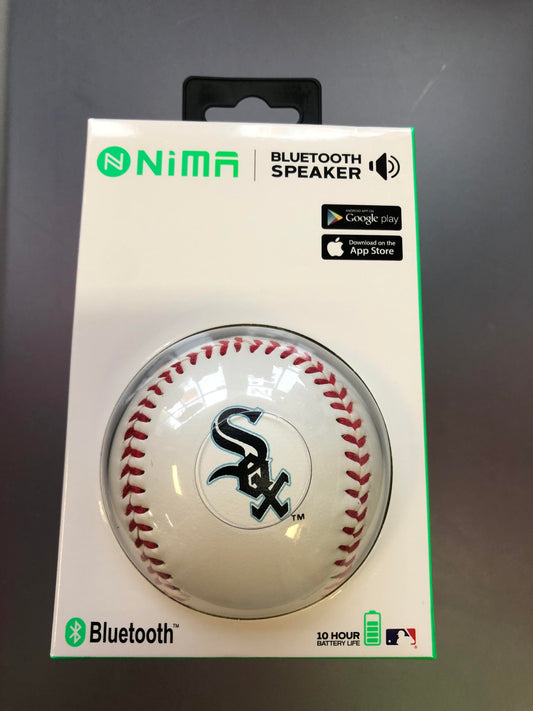 NiMA
BLUETOOTH
SPEAKER
ANDROID APP ON
Google play
Download on the
App Store
Sox
TM
Bluetooth™
10 HOUR
BATTERY LIFE